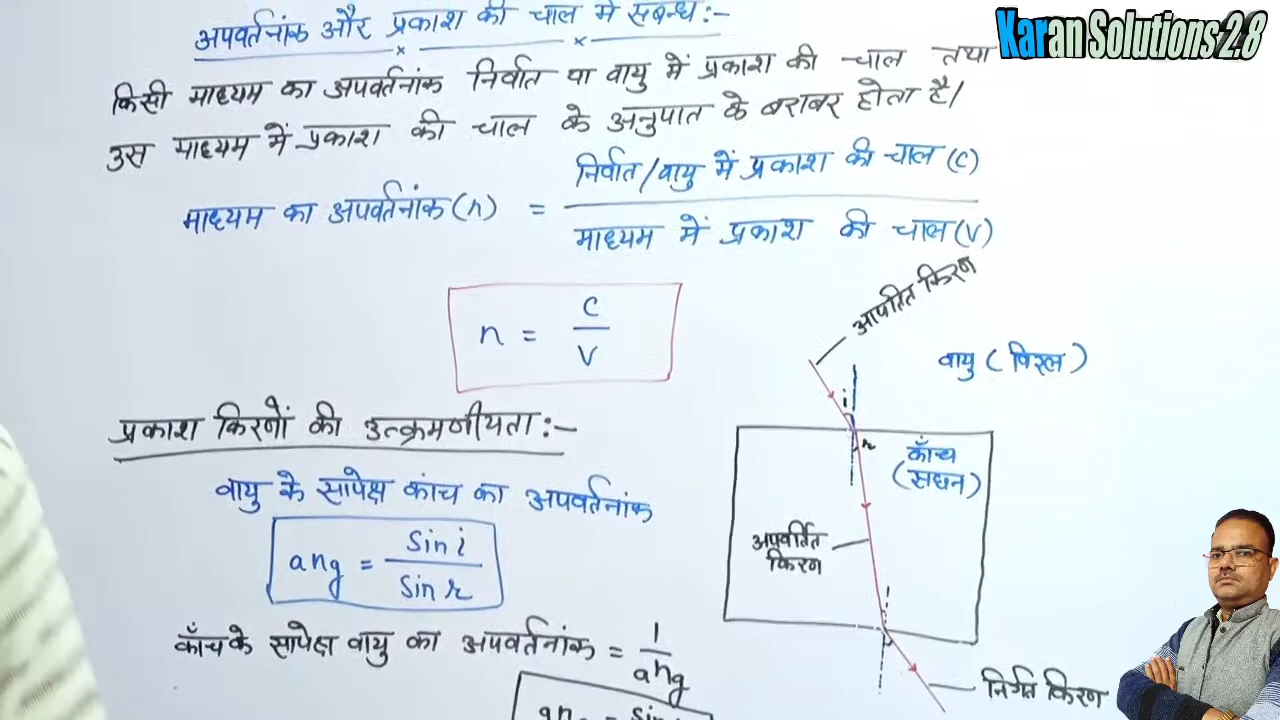 Karan Solutions 2.8
अपवर्तनांक और प्रकाश की चाल में संबन्ध :-
किसी माध्यम का अपवर्तनांक निर्वात या वायु में प्रकाश की चाल तथा
उस माध्यम में प्रकाश की चाल के अनुपात के बराबर होता है।
माध्यम का अपवर्तनांक (n) = निर्वात/वायु में प्रकाश की चाल (c)
माध्यम में प्रकाश की चाल (v)
n = c/v
आपतित किरण
वायु (विरल)
i
r
काँच
(सघन)
अपवर्तित
किरण
निर्गत किरण
प्रकाश किरणों की उत्क्रमणीयता :-
वायु के सापेक्ष कांच का अपवर्तनांक
ang = Sin i / Sin r
काँच के सापेक्ष वायु का अपवर्तनांक = 1/ang